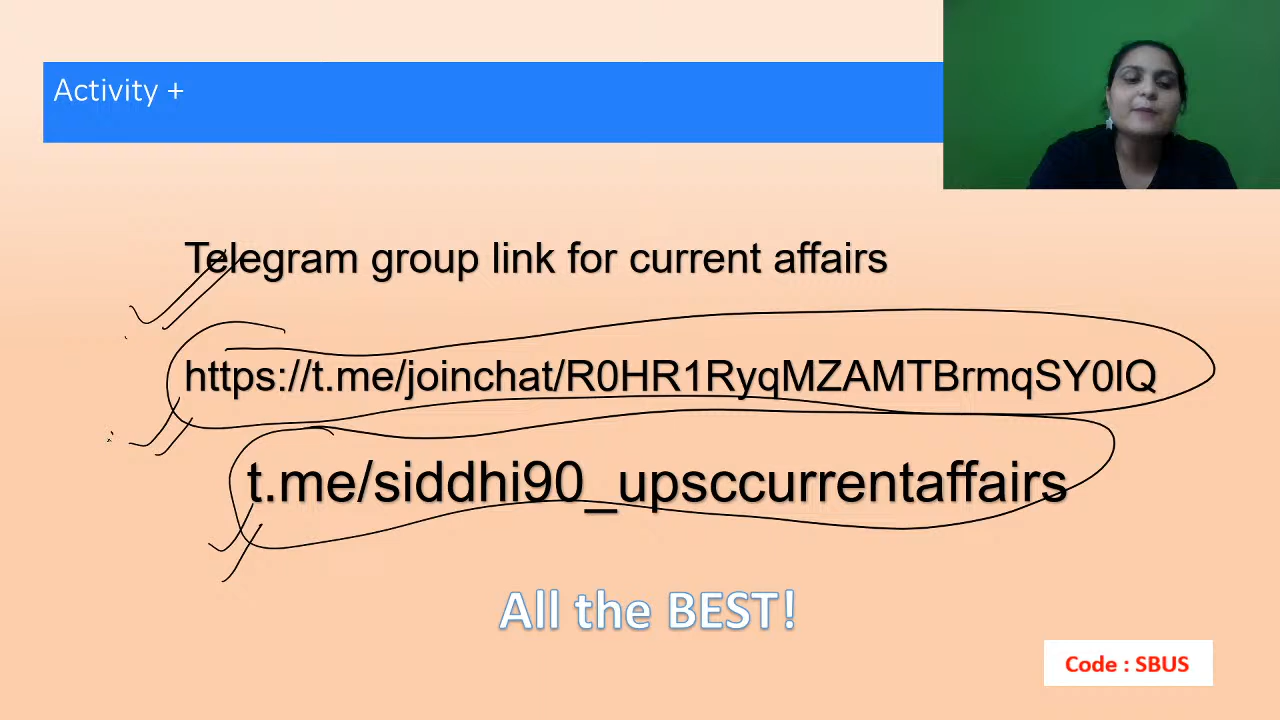 Activity +
Telegram group link for current affairs
https://t.me/joinchat/R0HR1RyqMZAMTBrmqSY0lQ
t.me/siddhi90_upsccurrentaffairs
All the BEST!
Code : SBUS